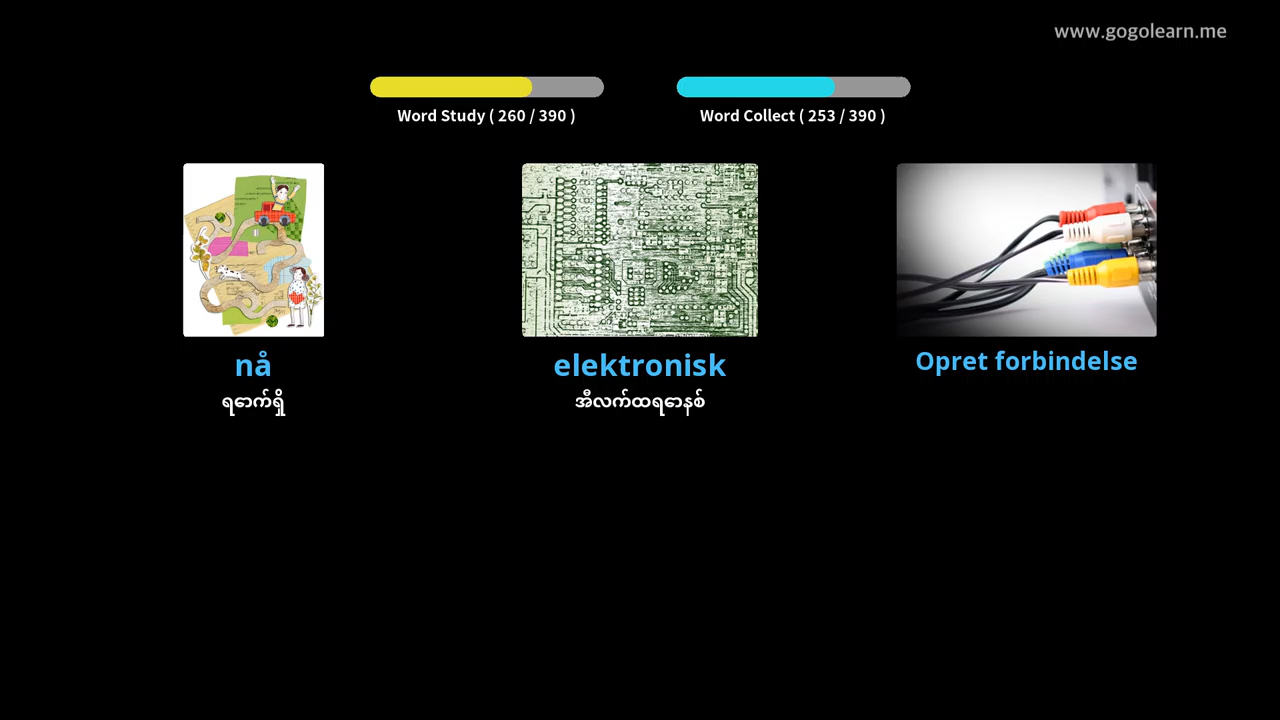 www.gogolearn.me
Word Study ( 260 / 390 )
Word Collect ( 253 / 390 )
nå
ရောက်ရှိ
elektronisk
အီလက်ထရောနစ်
Opret forbindelse